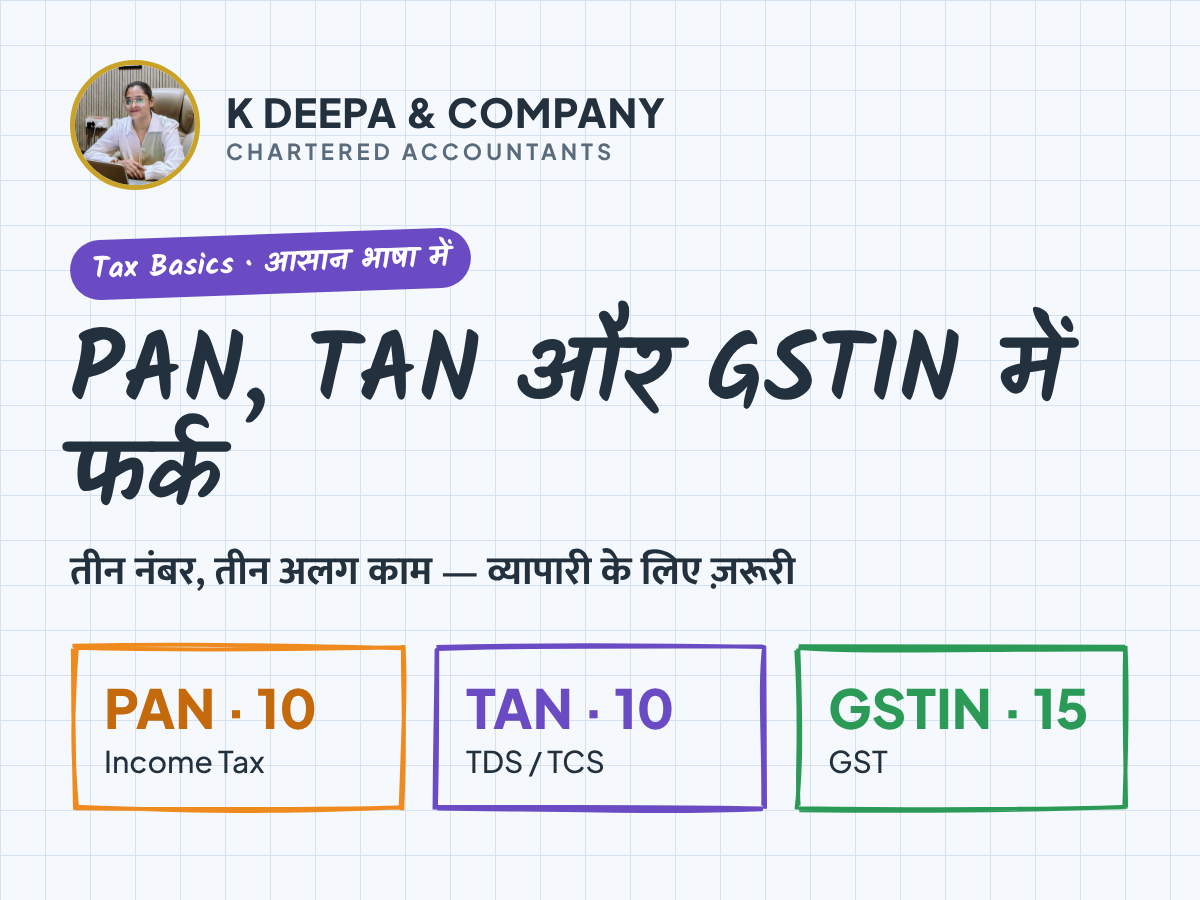 K DEEPA & COMPANY
CHARTERED ACCOUNTANTS
Tax Basics · आसान भाषा में
PAN, TAN और GSTIN में
फर्क
तीन नंबर, तीन अलग काम — व्यापारी के लिए ज़रूरी
PAN · 10
Income Tax
TAN · 10
TDS / TCS
GSTIN · 15
GST